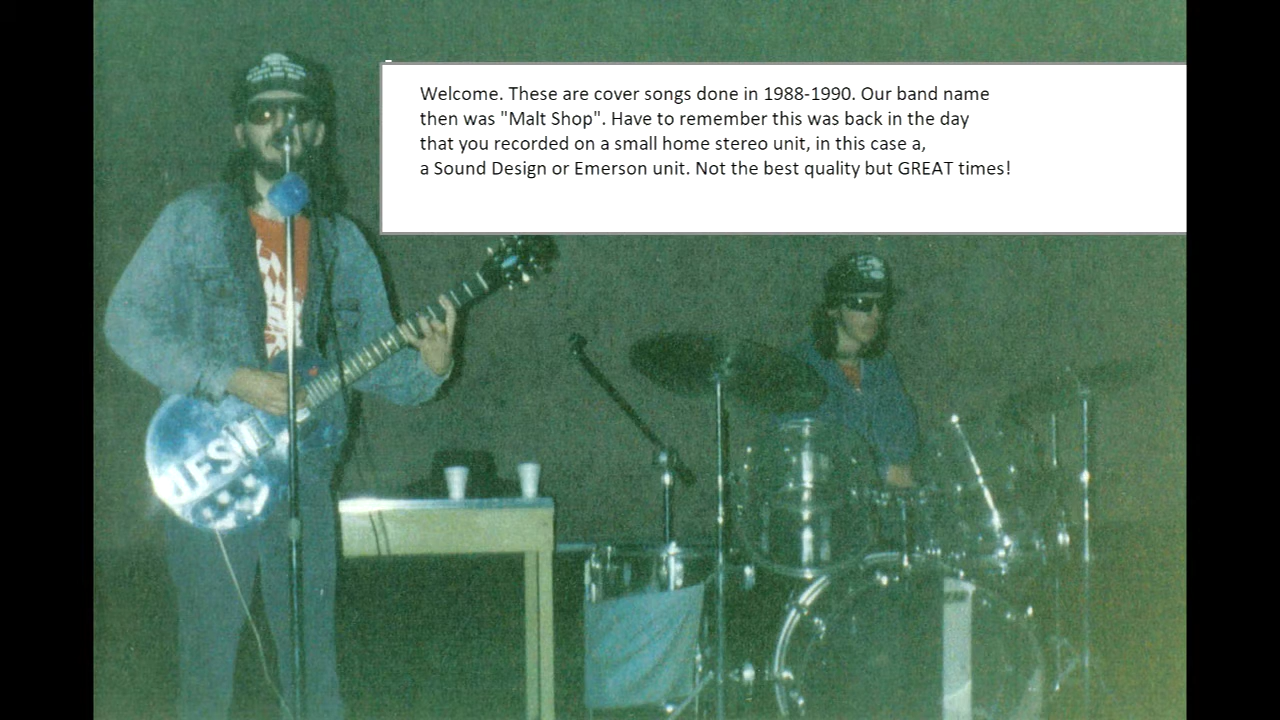 Welcome. These are cover songs done in 1988-1990. Our band name
then was "Malt Shop". Have to remember this was back in the day
that you recorded on a small home stereo unit, in this case a,
a Sound Design or Emerson unit. Not the best quality but GREAT times!